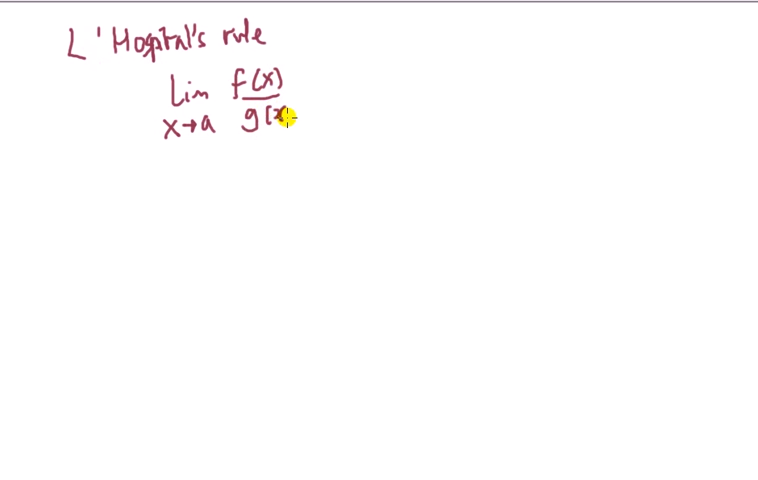 L'Hospital's rule
Lim f(x)
x→a g(x